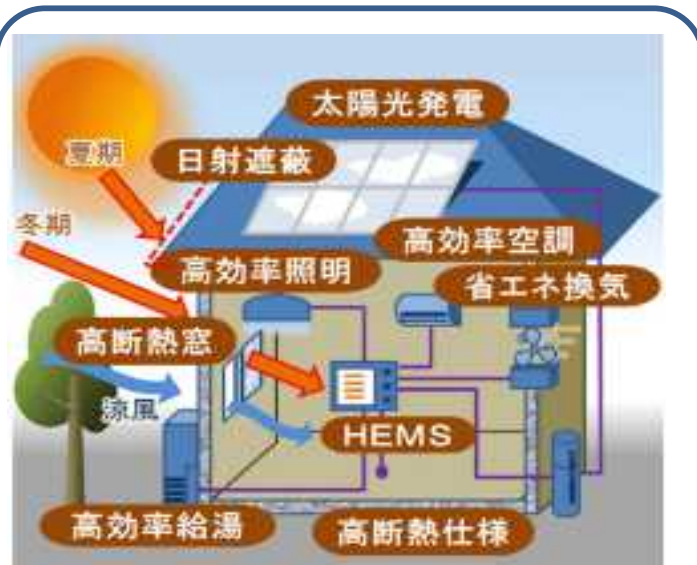 太陽光発電
夏期
日射遮蔽
冬期
高効率照明
高効率空調
省エネ換気
高断熱窓
涼風
HEMS
高効率給湯
高断熱仕様